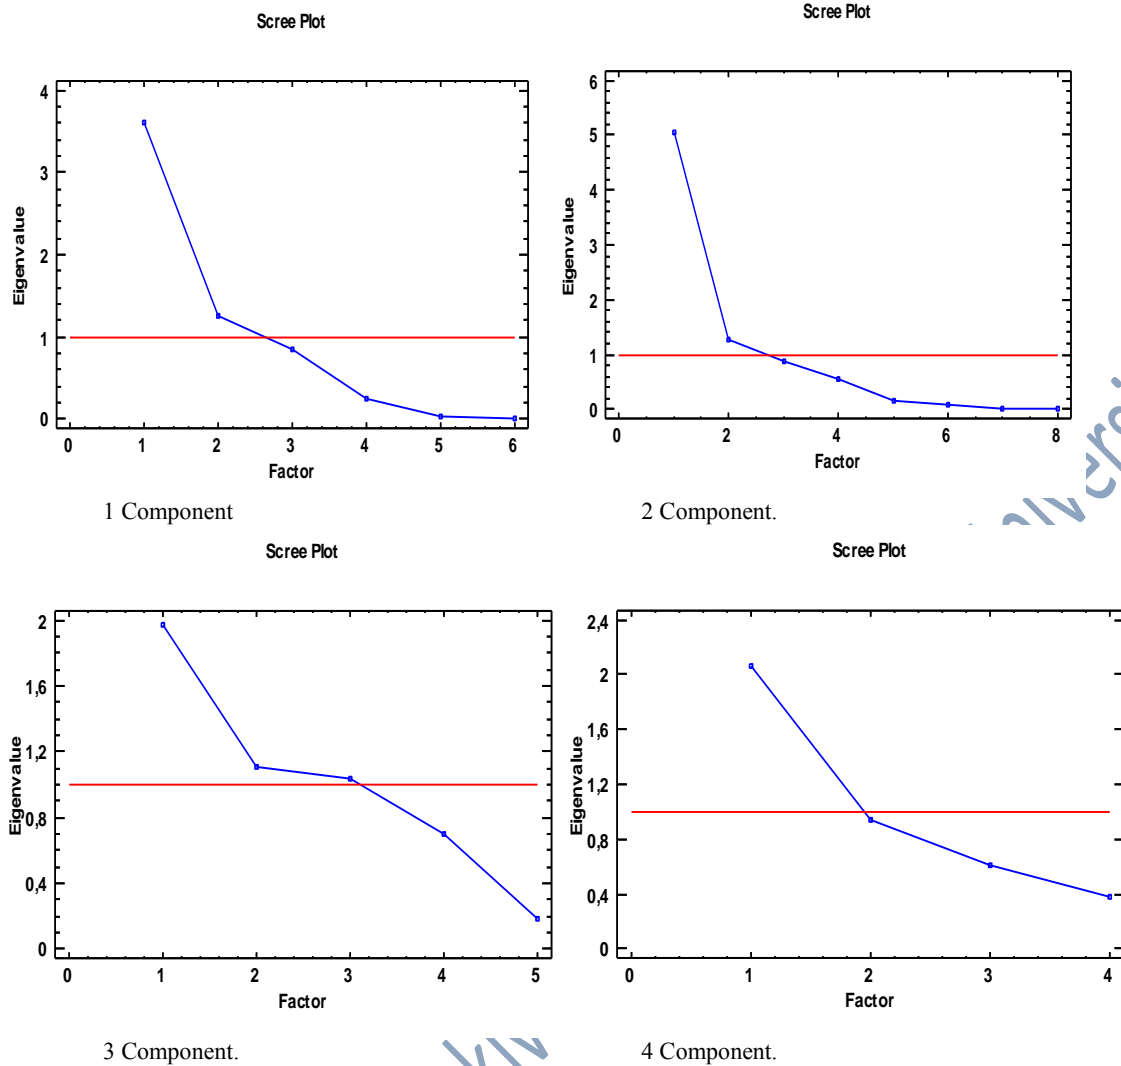 Scree Plot
4
3
2
1
0
Eigenvalue
0 1 2 3 4 5 6
Factor
1 Component
Scree Plot
6
5
4
3
2
1
0
Eigenvalue
0 2 4 6 8
Factor
2 Component.
Scree Plot
2
1,6
1,2
0,8
0,4
0
Eigenvalue
0 1 2 3 4 5
Factor
3 Component.
Scree Plot
2,4
2
1,6
1,2
0,8
0,4
0
Eigenvalue
0 1 2 3 4
Factor
4 Component.